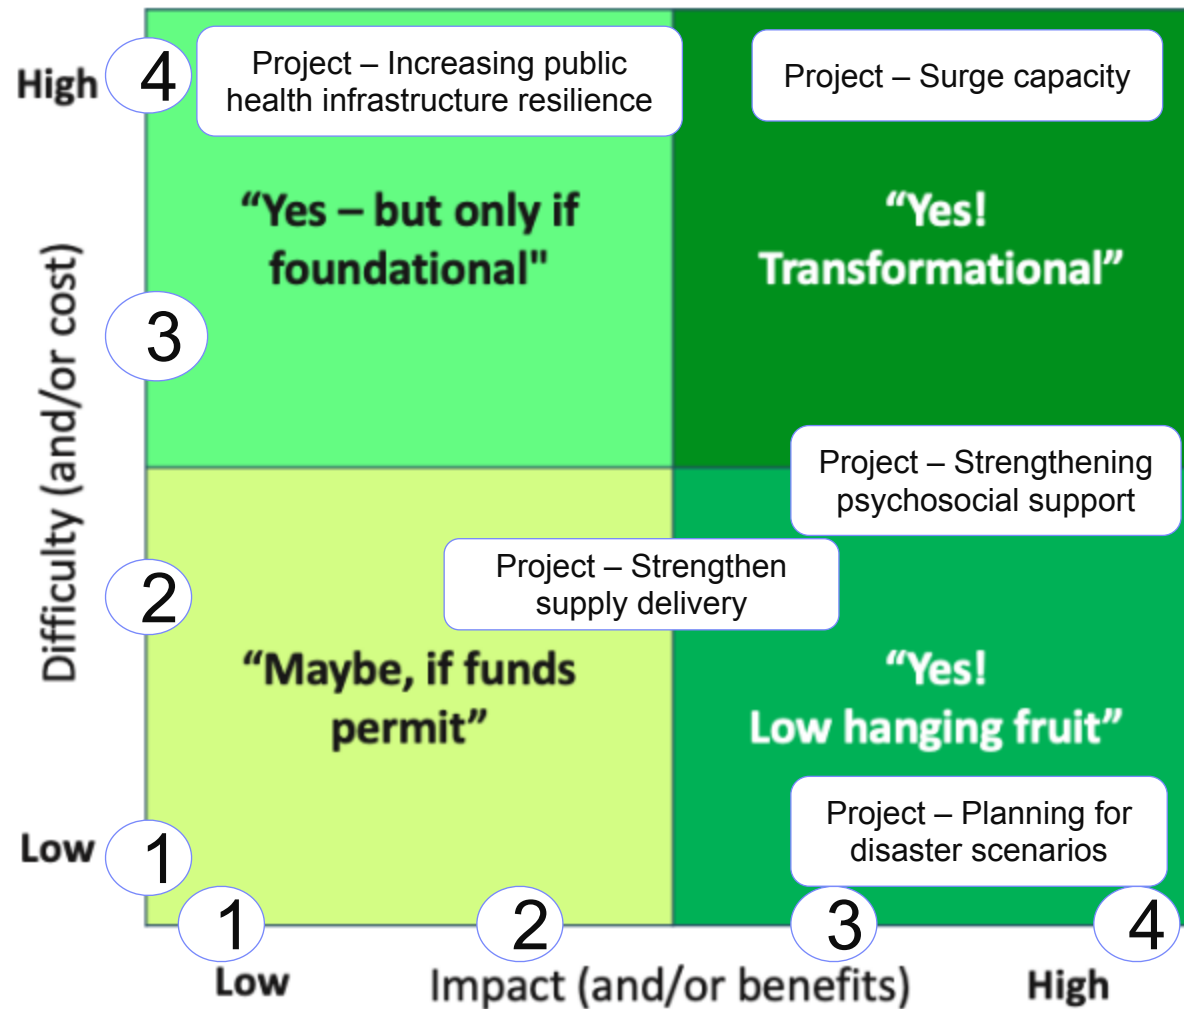 High
4
Project – Increasing public
health infrastructure resilience
Project – Surge capacity
“Yes – but only if
foundational"
“Yes!
Transformational”
Difficulty (and/or cost)
3
Project – Strengthening
psychosocial support
Project – Strengthen
supply delivery
2
“Maybe, if funds
permit”
“Yes!
Low hanging fruit”
Project – Planning for
disaster scenarios
Low
1
1
2
3
4
Low
Impact (and/or benefits)
High